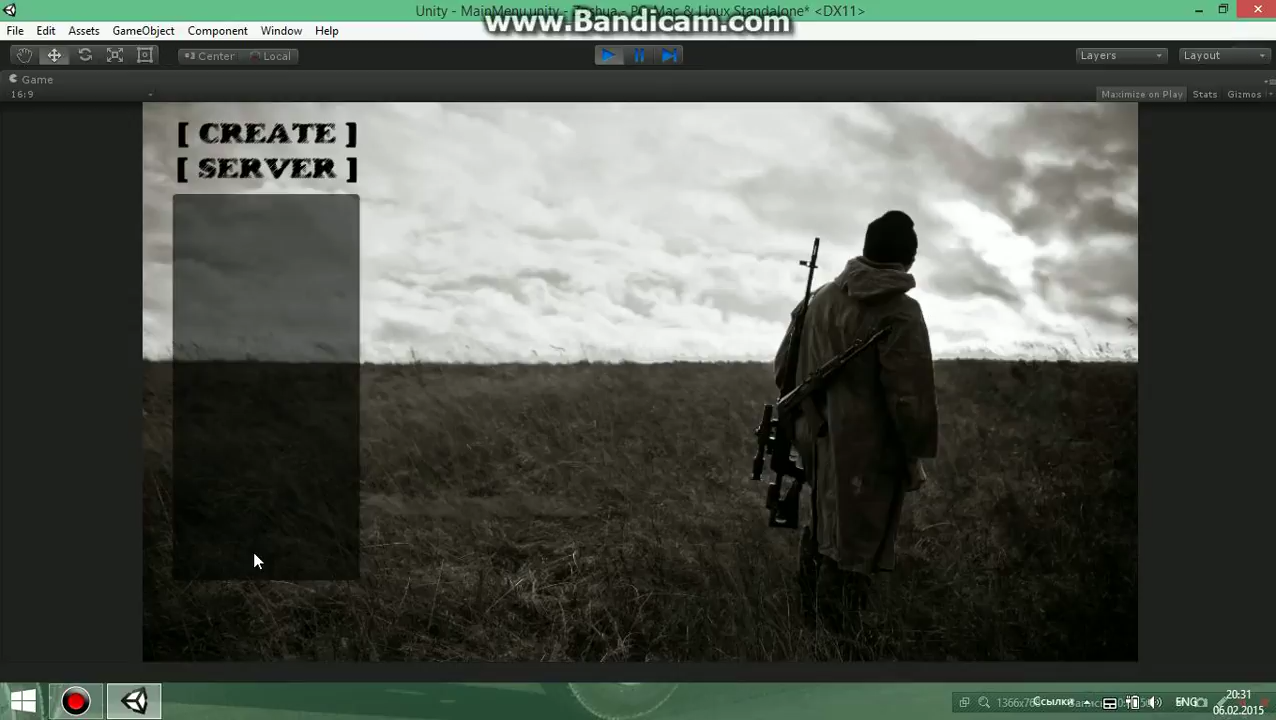 Unity - MainMenu.unity - PC, Mac & Linux Standalone* <DX11>
www.Bandicam.com
File Edit Assets GameObject Component Window Help
Center Local Layers Layout
Game
16:9 Maximize on Play Stats Gizmos
[ CREATE ]
[ SERVER ]
Ссылки ENG
20:31
06.02.2015